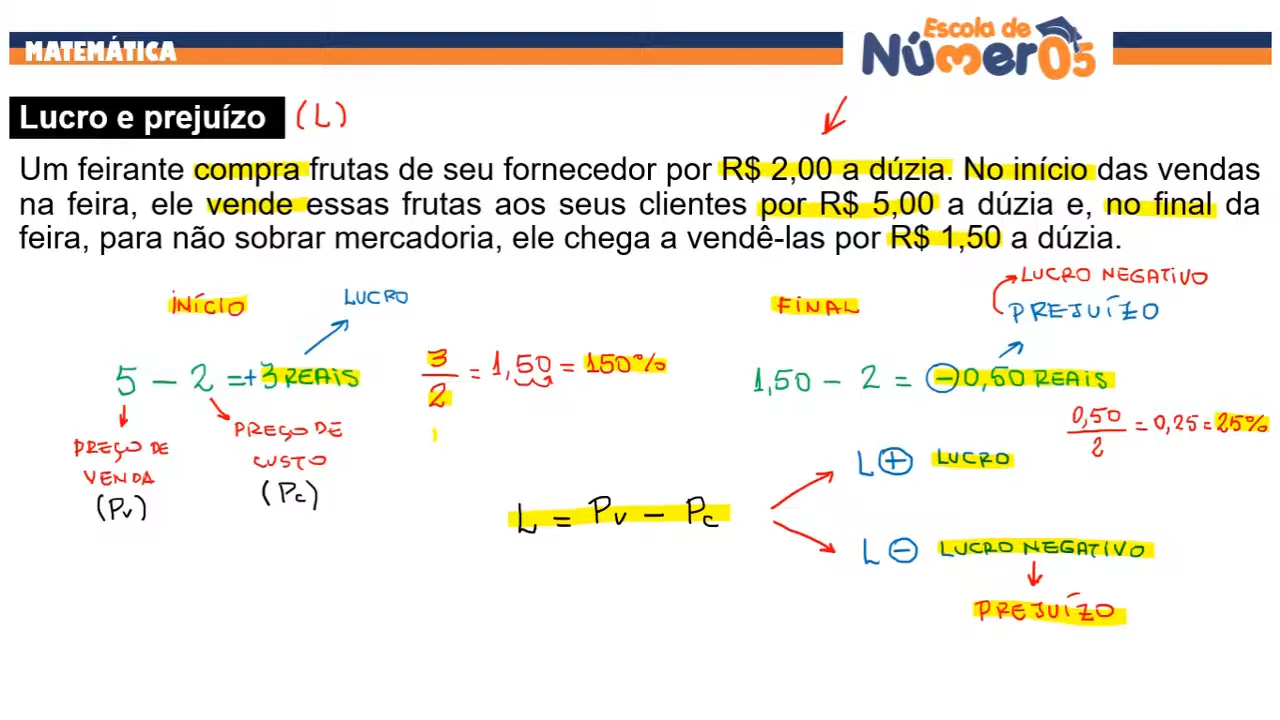 MATEMÁTICA
Escola de
Númer05
Lucro e prejuízo (L)
Um feirante compra frutas de seu fornecedor por R$ 2,00 a dúzia. No início das vendas
na feira, ele vende essas frutas aos seus clientes por R$ 5,00 a dúzia e, no final da
feira, para não sobrar mercadoria, ele chega a vendê-las por R$ 1,50 a dúzia.
INÍCIO
LUCRO
5 - 2 = +3 REAIS
PREÇO DE
VENDA
(Pv)
PREÇO DE
CUSTO
(Pc)
3/2 = 1,50 = 150%
FINAL
LUCRO NEGATIVO
PREJUÍZO
1,50 - 2 = -0,50 REAIS
0,50/2 = 0,25 = 25%
L = Pv - Pc
L + LUCRO
L - LUCRO NEGATIVO
PREJUÍZO